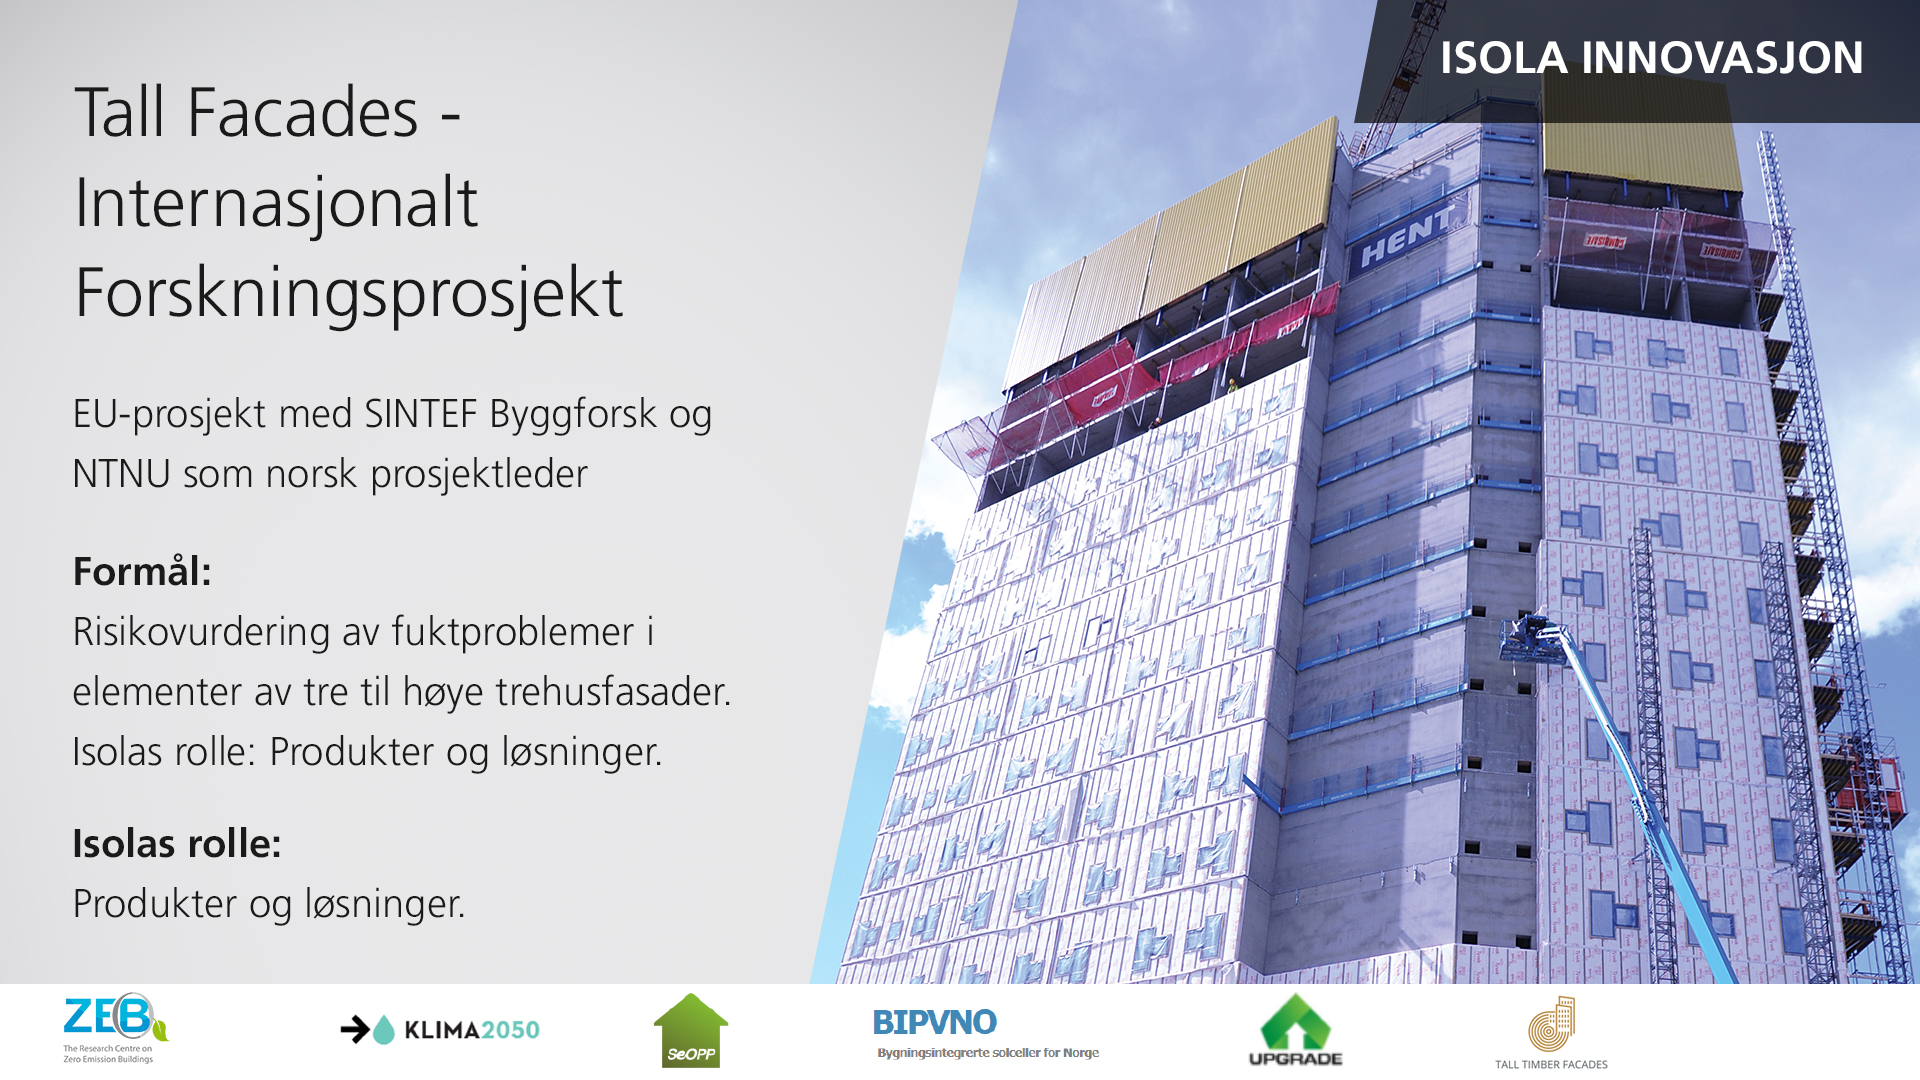 ISOLA INNOVASJON
Tall Facades -
Internasjonalt
Forskningsprosjekt
EU-prosjekt med SINTEF Byggforsk og
NTNU som norsk prosjektleder
Formål:
Risikovurdering av fuktproblemer i
elementer av tre til høye trehusfasader.
Isolas rolle: Produkter og løsninger.
Isolas rolle:
Produkter og løsninger.
HENT
COMBISAFE
COMBISAFE
ZEB
The Research Centre on
Zero Emission Buildings
KLIMA2050
SeOPP
BIPVNO
Bygningsintegrerte solceller for Norge
UPGRADE
TALL TIMBER FACADES